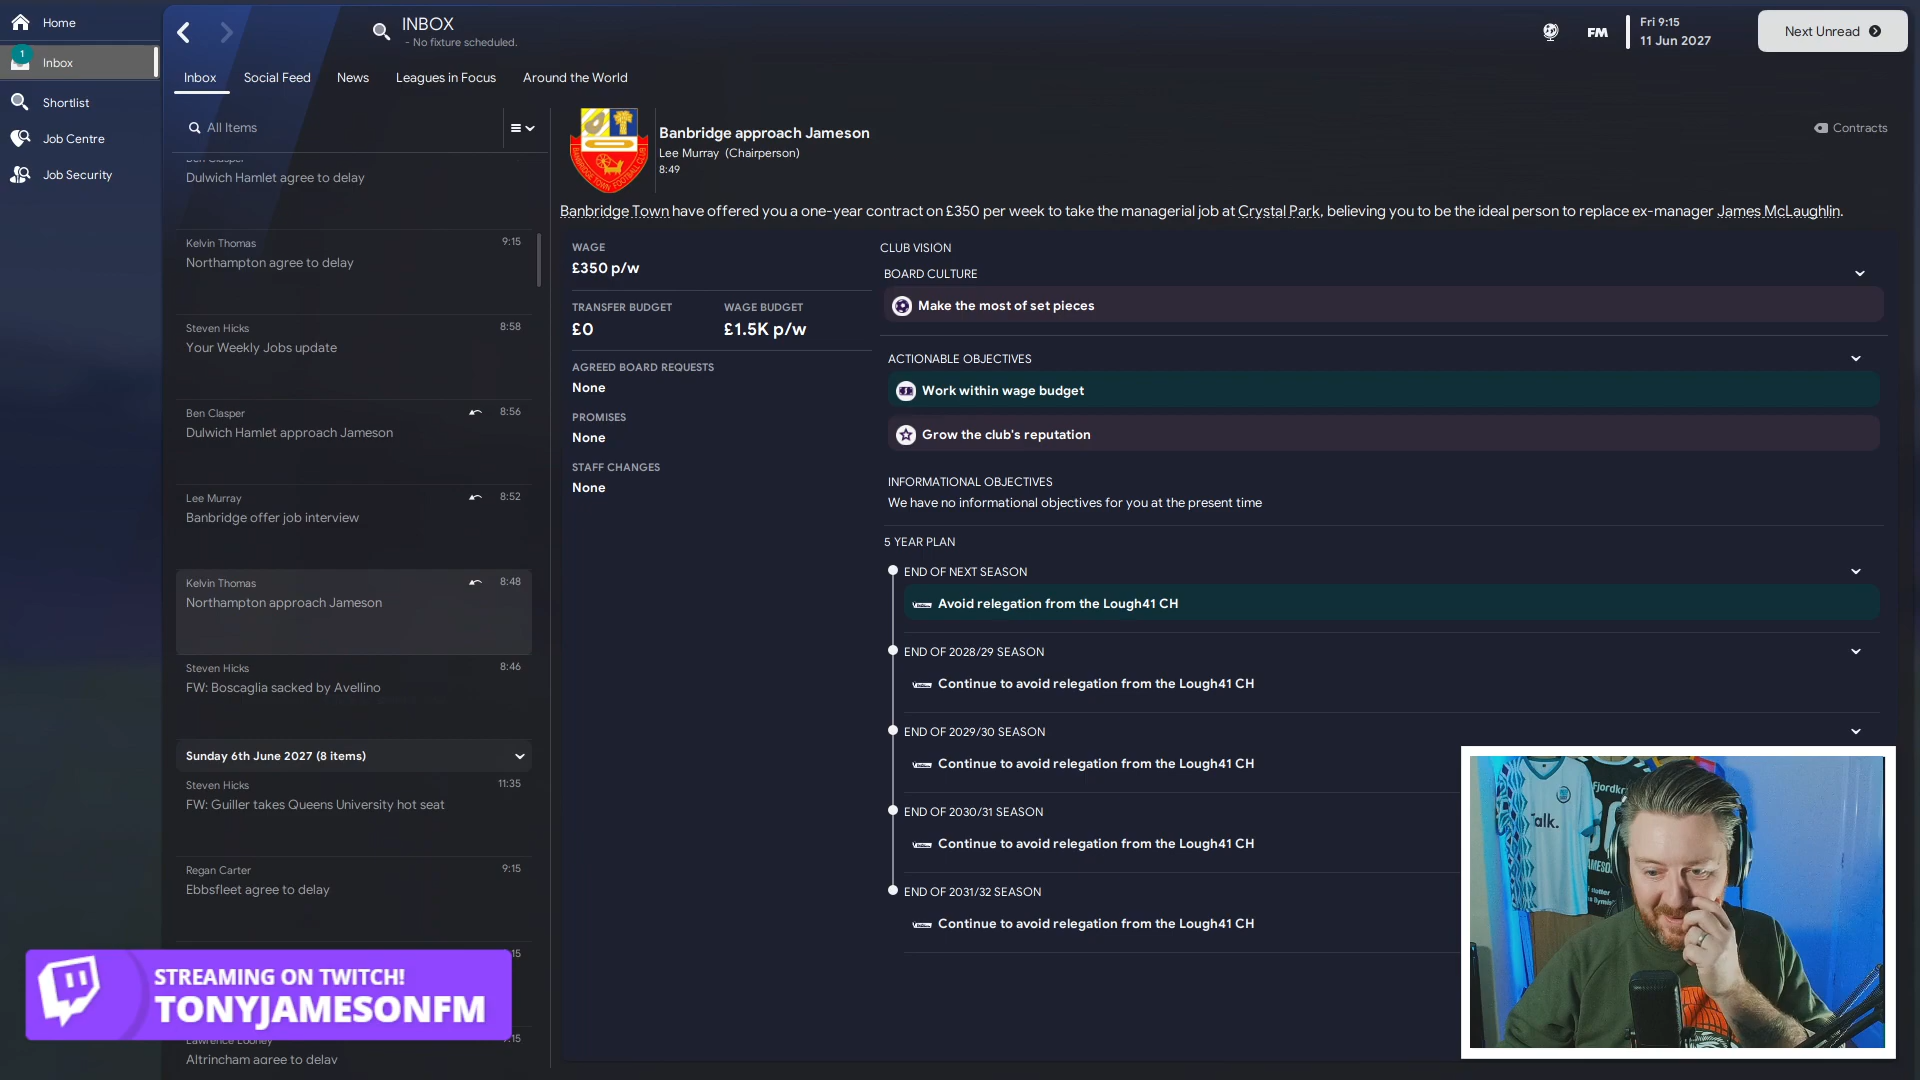 Home
1
Inbox
Shortlist
Job Centre
Job Security
INBOX
- No fixture scheduled.
FM
Fri 9:15
11 Jun 2027
Next Unread
Inbox
Social Feed
News
Leagues in Focus
Around the World
All Items
Ben Clasper
Dulwich Hamlet agree to delay
Kelvin Thomas
9:15
Northampton agree to delay
Steven Hicks
8:58
Your Weekly Jobs update
Ben Clasper
8:56
Dulwich Hamlet approach Jameson
Lee Murray
8:52
Banbridge offer job interview
Kelvin Thomas
8:48
Northampton approach Jameson
Steven Hicks
8:46
FW: Boscaglia sacked by Avellino
Sunday 6th June 2027 (8 items)
Steven Hicks
11:35
FW: Guiller takes Queens University hot seat
Regan Carter
9:15
Ebbsfleet agree to delay
:15
Lawrence Looney
:15
Altrincham agree to delay
BANBRIDGE TOWN FOOTBALL CLUB
Banbridge approach Jameson
Lee Murray (Chairperson)
8:49
Contracts
Banbridge Town have offered you a one-year contract on £350 per week to take the managerial job at Crystal Park, believing you to be the ideal person to replace ex-manager James McLaughlin.
WAGE
£350 p/w
TRANSFER BUDGET
WAGE BUDGET
£0
£1.5K p/w
AGREED BOARD REQUESTS
None
PROMISES
None
STAFF CHANGES
None
CLUB VISION
BOARD CULTURE
Make the most of set pieces
ACTIONABLE OBJECTIVES
Work within wage budget
Grow the club's reputation
INFORMATIONAL OBJECTIVES
We have no informational objectives for you at the present time
5 YEAR PLAN
END OF NEXT SEASON
Avoid relegation from the Lough41 CH
END OF 2028/29 SEASON
Continue to avoid relegation from the Lough41 CH
END OF 2029/30 SEASON
Continue to avoid relegation from the Lough41 CH
END OF 2030/31 SEASON
Continue to avoid relegation from the Lough41 CH
END OF 2031/32 SEASON
Continue to avoid relegation from the Lough41 CH
STREAMING ON TWITCH!
TONYJAMESONFM
Talk.